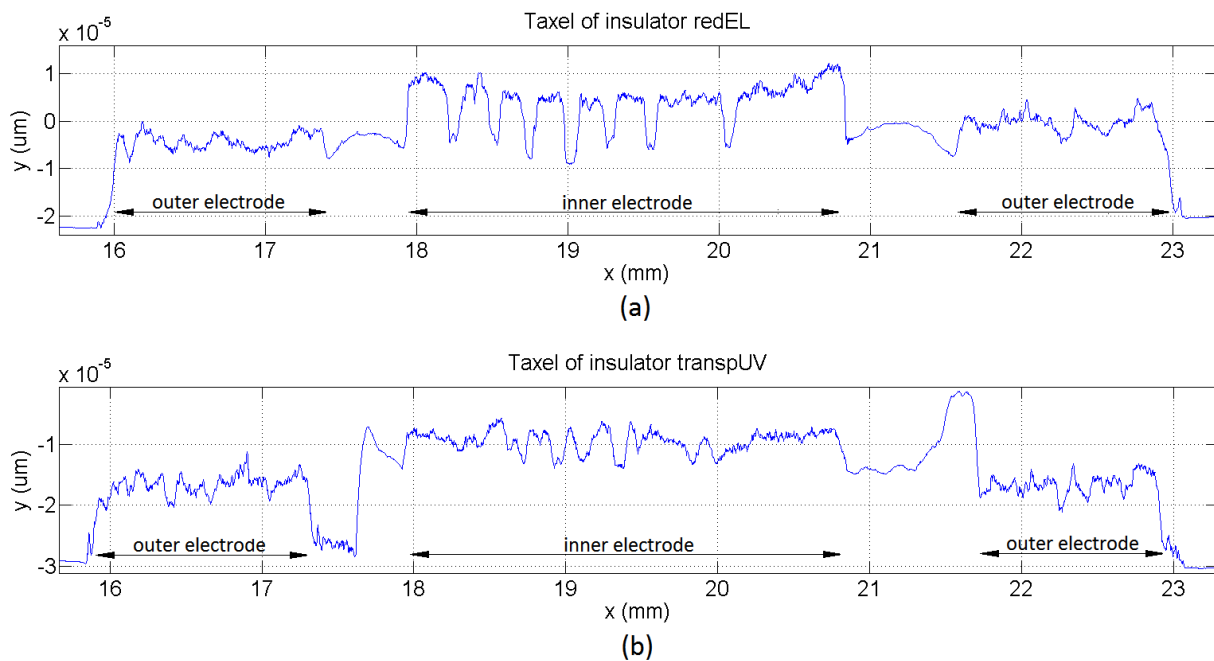 Taxel of insulator redEL
x 10⁻⁵
1
0
-1
-2
y (um)
outer electrode
inner electrode
outer electrode
16 17 18 19 20 21 22 23
x (mm)
(a)
Taxel of insulator transpUV
x 10⁻⁵
-1
-2
-3
y (um)
outer electrode
inner electrode
outer electrode
16 17 18 19 20 21 22 23
x (mm)
(b)